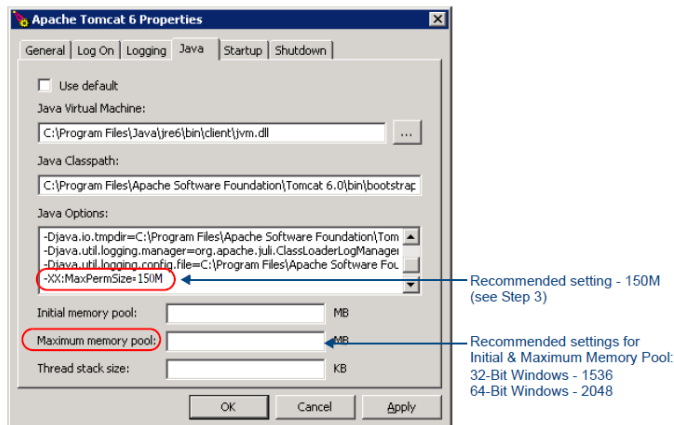 Apache Tomcat 6 Properties
General Log On Logging Java Startup Shutdown
Use default
Java Virtual Machine:
C:\Program Files\Java\jre6\bin\client\jvm.dll
...
Java Classpath:
C:\Program Files\Apache Software Foundation\Tomcat 6.0\bin\bootstrap
Java Options:
-Djava.io.tmpdir=C:\Program Files\Apache Software Foundation\Tom
-Djava.util.logging.manager=org.apache.juli.ClassLoaderLogManager
-Djava.util.logging.config.file=C:\Program Files\Apache Software Fou
-XX:MaxPermSize=150M
Recommended setting - 150M
(see Step 3)
Initial memory pool: MB
Maximum memory pool: MB
Thread stack size: KB
Recommended settings for
Initial & Maximum Memory Pool:
32-Bit Windows - 1536
64-Bit Windows - 2048
OK Cancel Apply